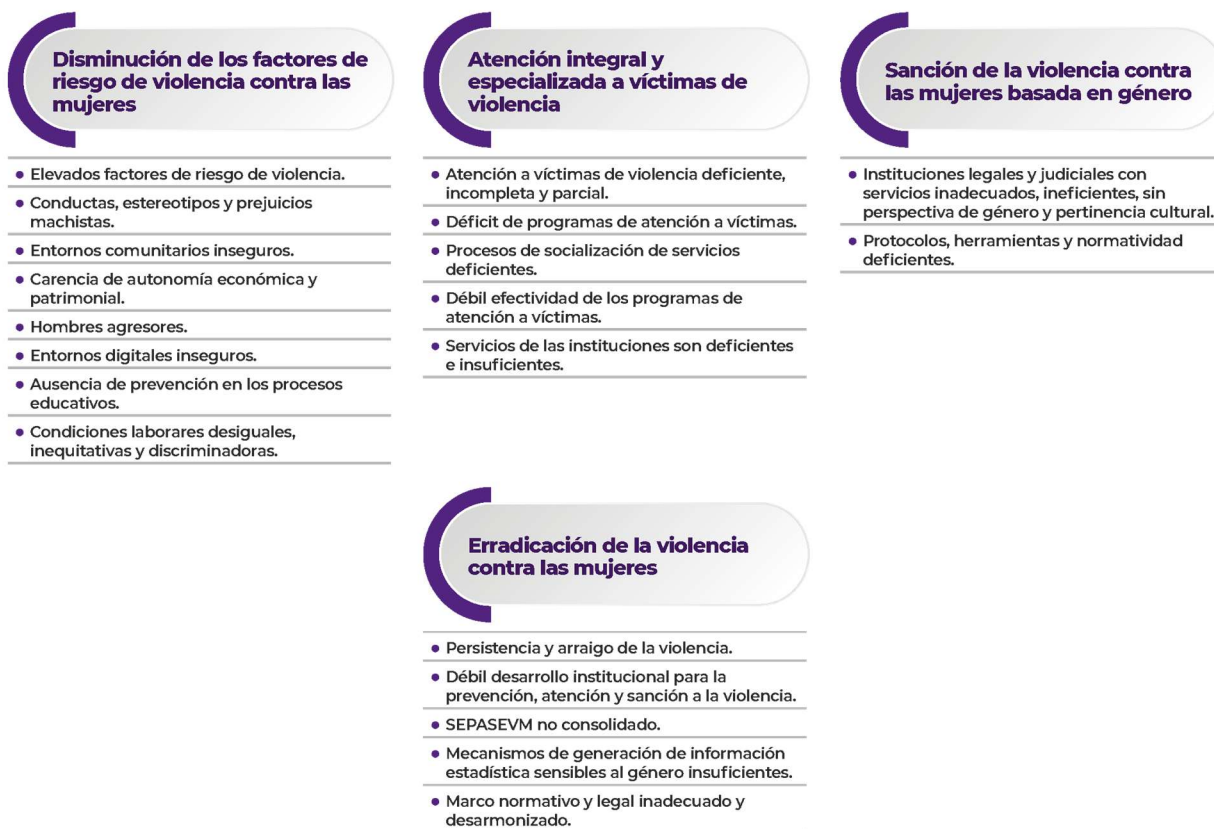 Disminución de los factores de
riesgo de violencia contra las
mujeres
• Elevados factores de riesgo de violencia.
• Conductas, estereotipos y prejuicios
machistas.
• Entornos comunitarios inseguros.
• Carencia de autonomía económica y
patrimonial.
• Hombres agresores.
• Entornos digitales inseguros.
• Ausencia de prevención en los procesos
educativos.
• Condiciones laborares desiguales,
inequitativas y discriminadoras.
Atención integral y
especializada a víctimas de
violencia
• Atención a víctimas de violencia deficiente,
incompleta y parcial.
• Déficit de programas de atención a víctimas.
• Procesos de socialización de servicios
deficientes.
• Débil efectividad de los programas de
atención a víctimas.
• Servicios de las instituciones son deficientes
e insuficientes.
Sanción de la violencia contra
las mujeres basada en género
• Instituciones legales y judiciales con
servicios inadecuados, ineficientes, sin
perspectiva de género y pertinencia cultural.
• Protocolos, herramientas y normatividad
deficientes.
Erradicación de la violencia
contra las mujeres
• Persistencia y arraigo de la violencia.
• Débil desarrollo institucional para la
prevención, atención y sanción a la violencia.
• SEPASEVM no consolidado.
• Mecanismos de generación de información
estadística sensibles al género insuficientes.
• Marco normativo y legal inadecuado y
desarmonizado.